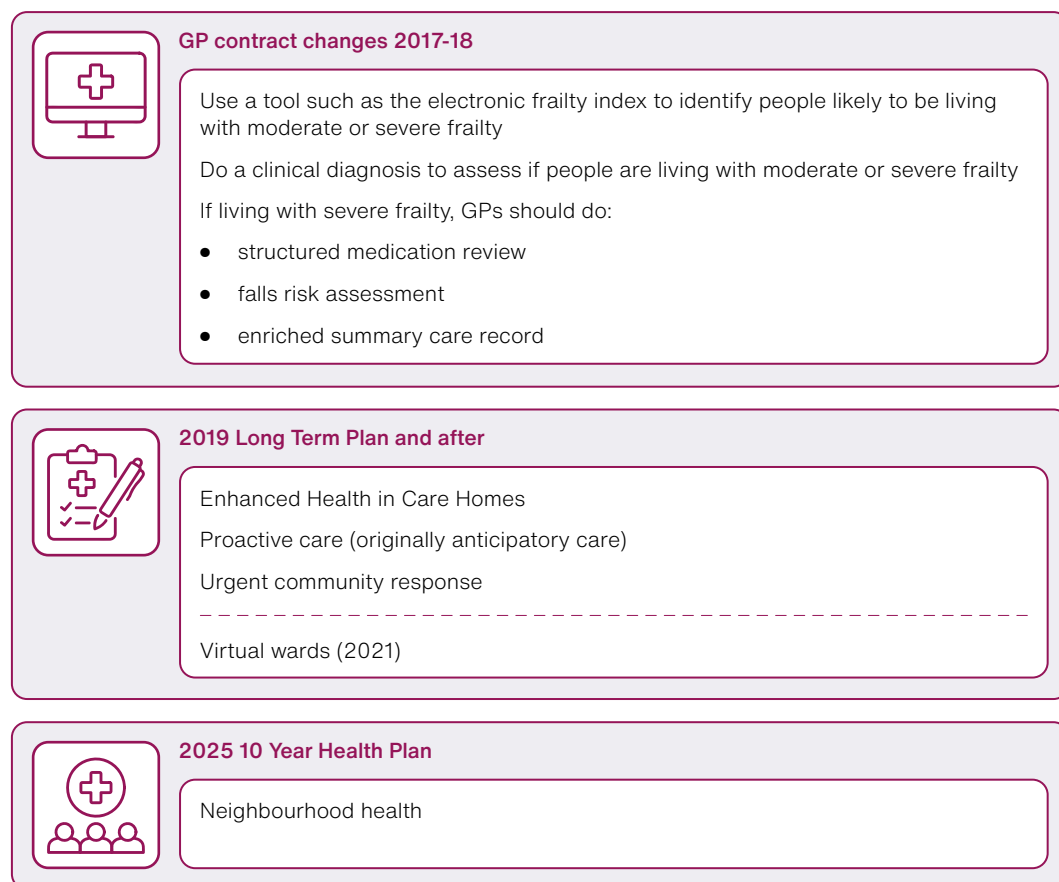 GP contract changes 2017-18
Use a tool such as the electronic frailty index to identify people likely to be living
with moderate or severe frailty
Do a clinical diagnosis to assess if people are living with moderate or severe frailty
If living with severe frailty, GPs should do:
● structured medication review
● falls risk assessment
● enriched summary care record
2019 Long Term Plan and after
Enhanced Health in Care Homes
Proactive care (originally anticipatory care)
Urgent community response
Virtual wards (2021)
2025 10 Year Health Plan
Neighbourhood health